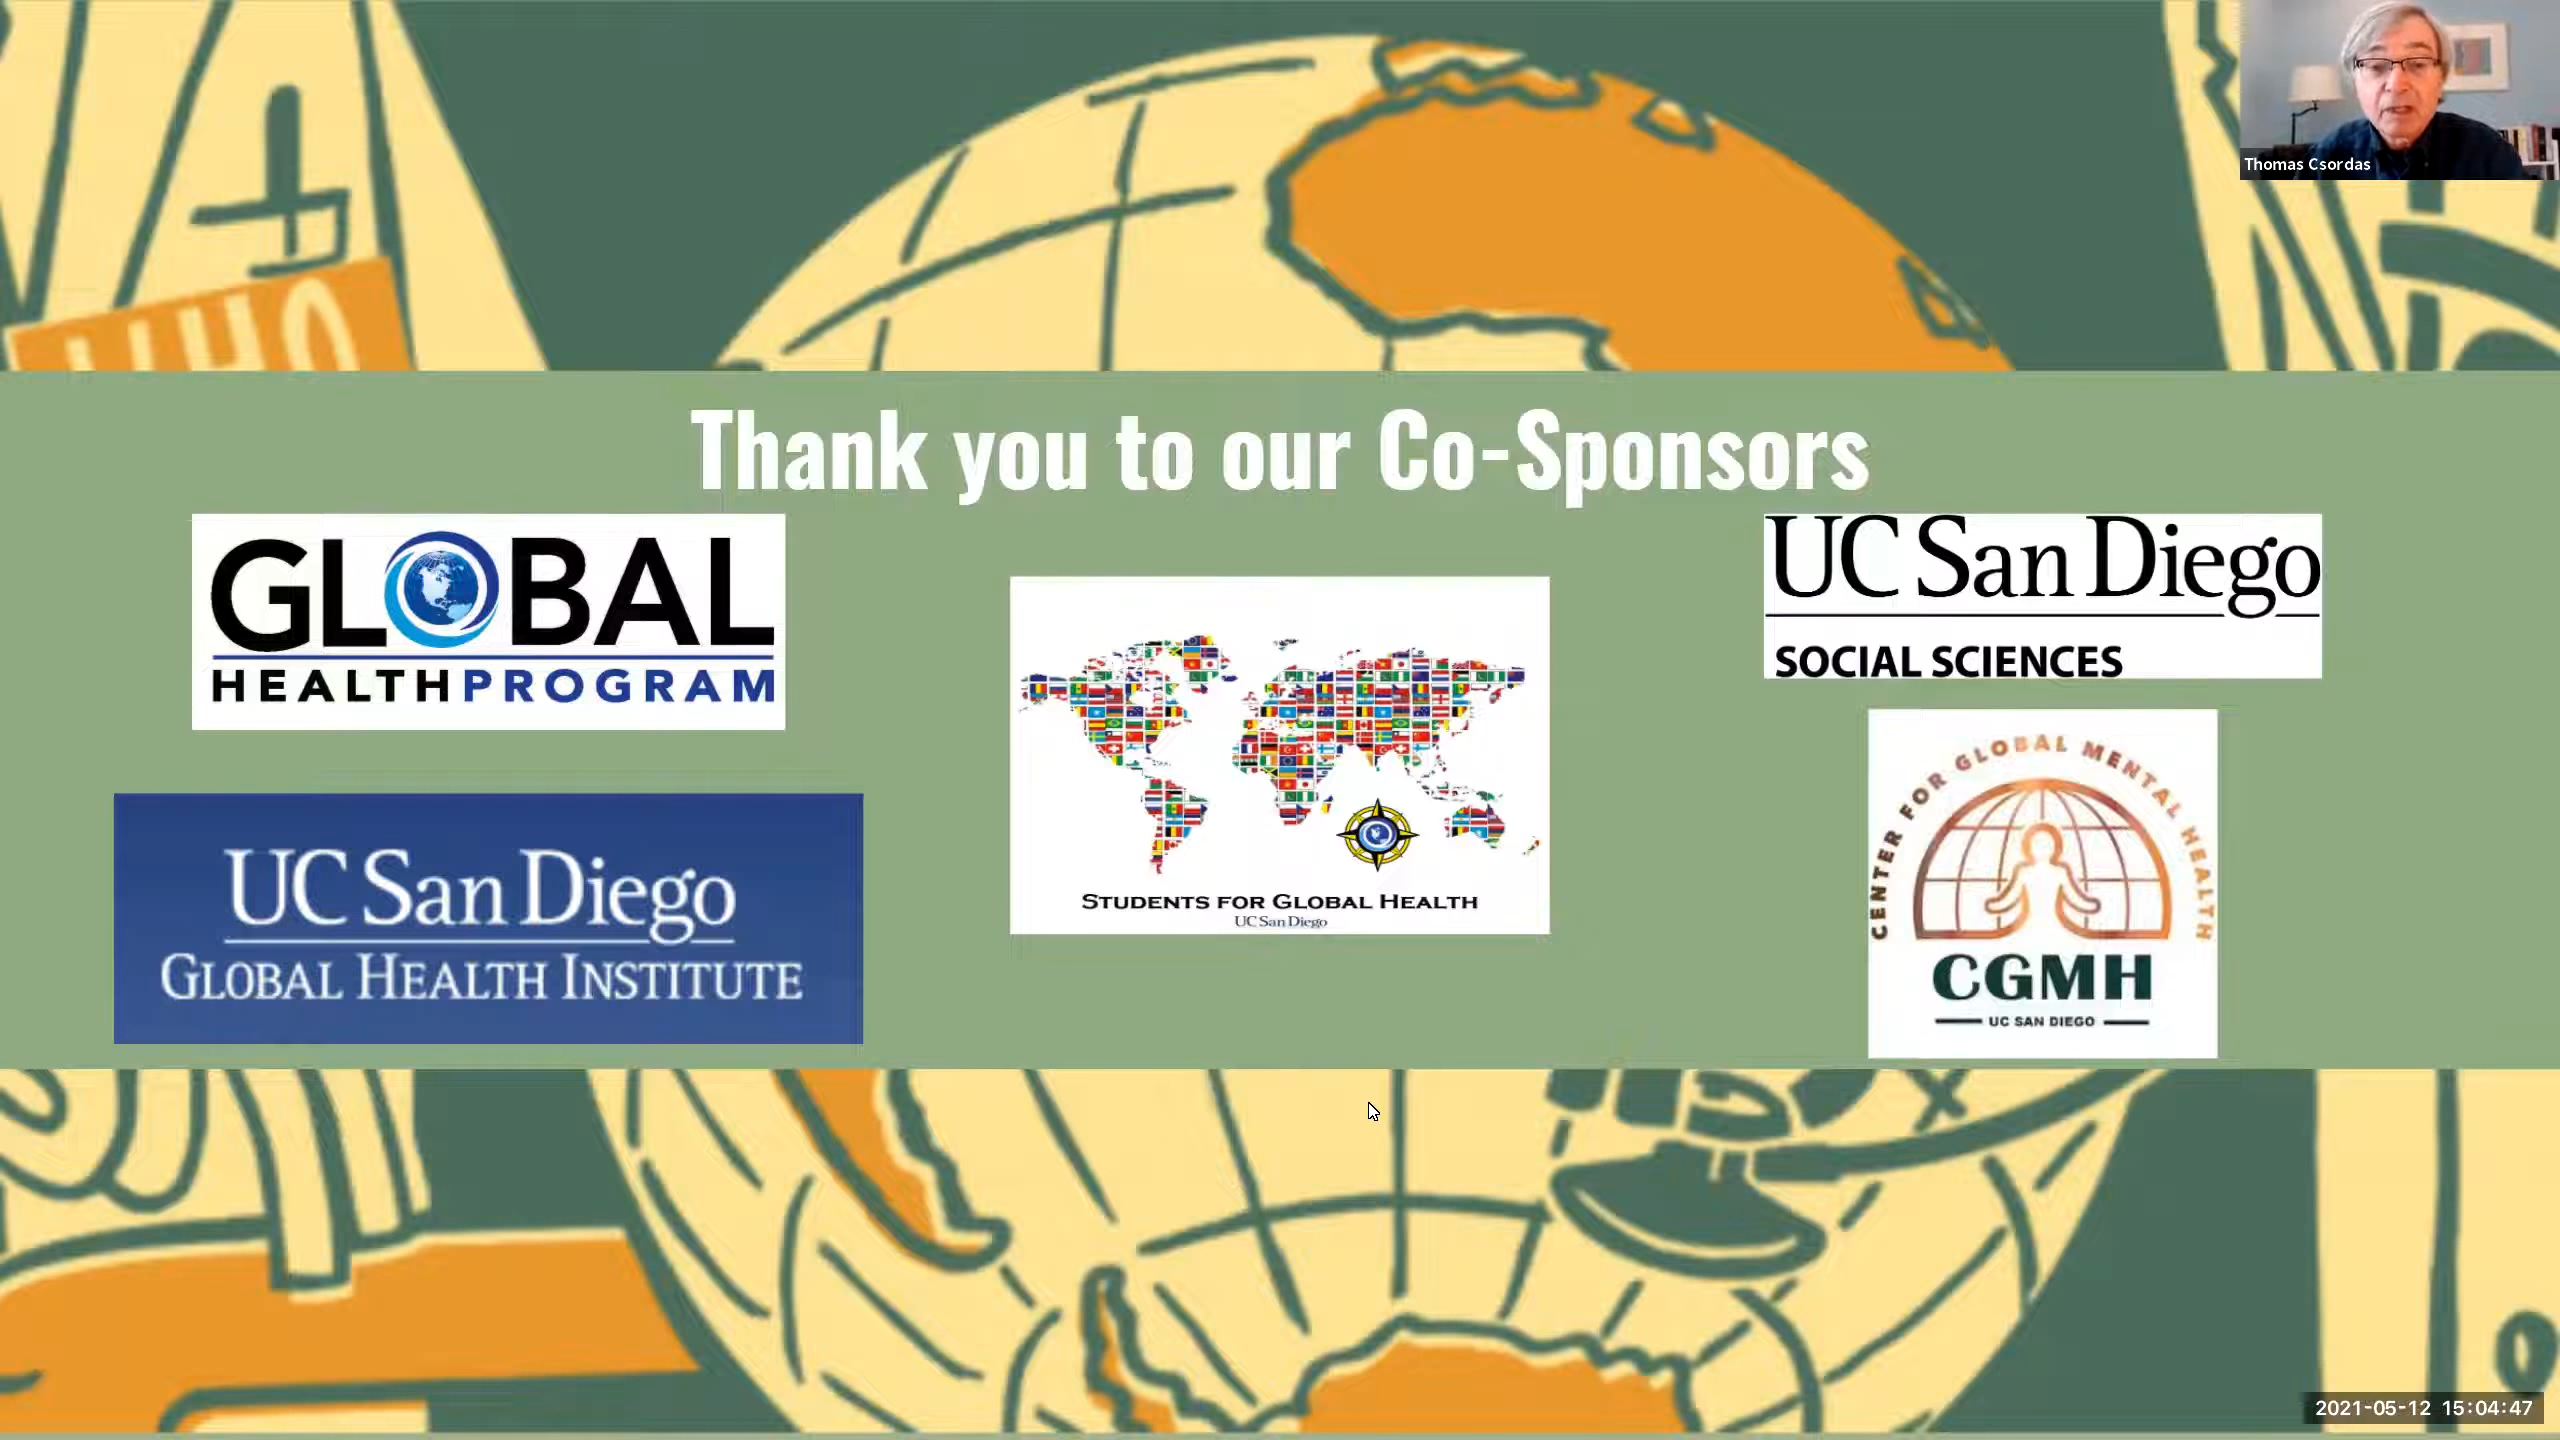 Thomas Csordas
WHO
Thank you to our Co-Sponsors
GLOBAL
HEALTHPROGRAM
UC San Diego
GLOBAL HEALTH INSTITUTE
STUDENTS FOR GLOBAL HEALTH
UC San Diego
UC San Diego
SOCIAL SCIENCES
CENTER FOR GLOBAL MENTAL HEALTH
CGMH
UC SAN DIEGO
2021-05-12 15:04:47